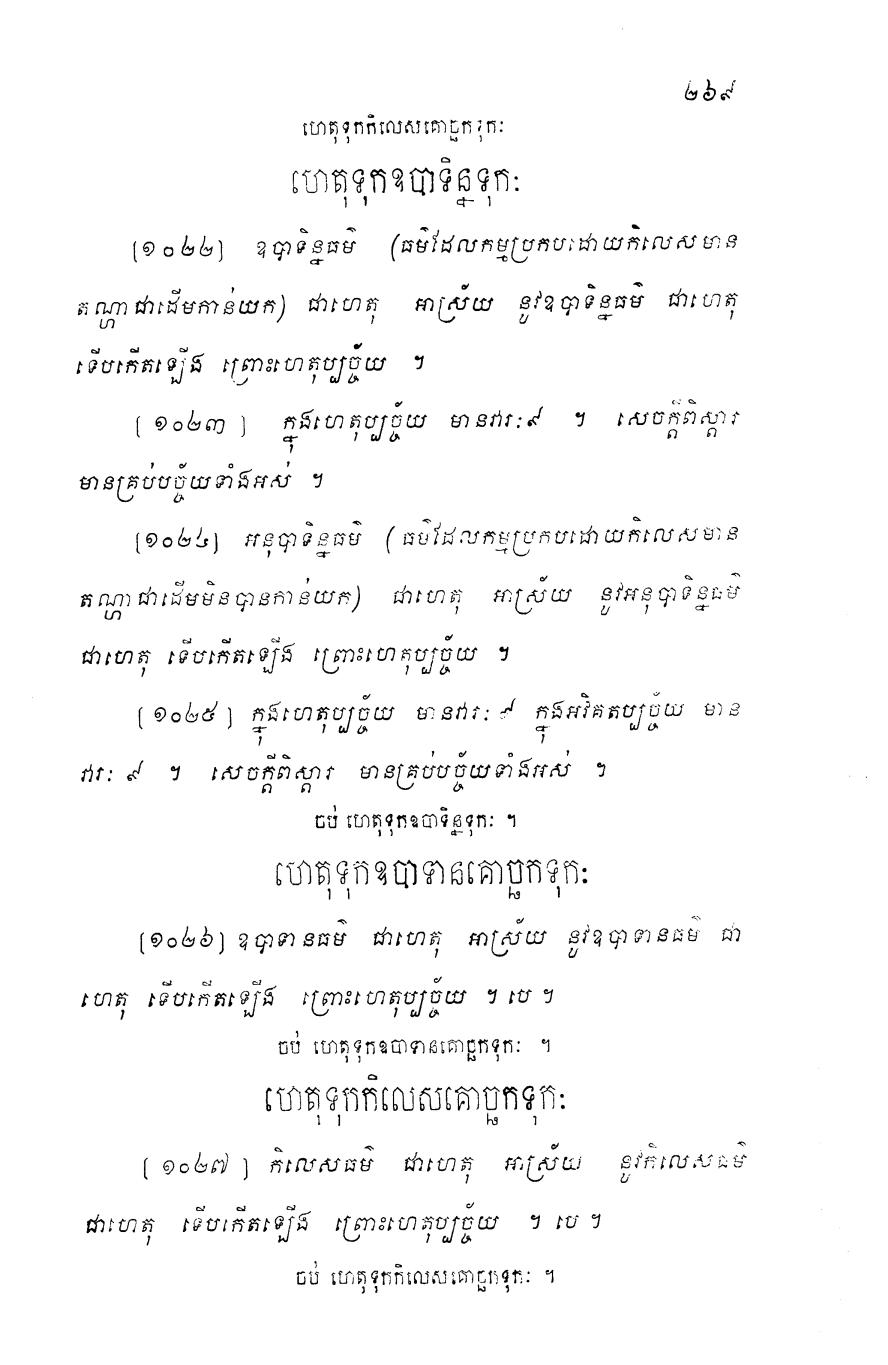 ២៦៩
ហេតុទុកកិលេសគោច្ឆកទុកៈ
ហេតុទុកឧបាទិន្នទុកៈ
[១០២២] ឧបាទិន្នធម៌ (ធម៌ដែលកម្មប្រកបដោយកិលេសមាន
តណ្ហាជាដើមកាន់យក) ជាហេតុ អាស្រ័យ នូវឧបាទិន្នធម៌ ជាហេតុ
ទើបកើតឡើង ព្រោះហេតុប្បច្ច័យ ។
[១០២៣] ក្នុងហេតុប្បច្ច័យ មានវារៈ៩ ។ សេចក្តីពិស្តារ
មានគ្រប់បច្ច័យទាំងអស់ ។
[១០២៤] អនុបាទិន្នធម៌ (ធម៌ដែលកម្មប្រកបដោយកិលេសមាន
តណ្ហាជាដើមមិនបានកាន់យក) ជាហេតុ អាស្រ័យ នូវអនុបាទិន្នធម៌
ជាហេតុ ទើបកើតឡើង ព្រោះហេតុប្បច្ច័យ ។
[១០២៥] ក្នុងហេតុប្បច្ច័យ មានវារៈ ៩ ក្នុងអវិគតប្បច្ច័យ មាន
វារៈ ៩ ។ សេចក្តីពិស្តារ មានគ្រប់បច្ច័យទាំងអស់ ។
ចប់ ហេតុទុកឧបាទិន្នទុកៈ ។
ហេតុទុកឧបាទានគោច្ឆកទុកៈ
[១០២៦] ឧបាទានធម៌ ជាហេតុ អាស្រ័យ នូវឧបាទានធម៌ ជា
ហេតុ ទើបកើតឡើង ព្រោះហេតុប្បច្ច័យ ។ បេ ។
ចប់ ហេតុទុកឧបាទានគោច្ឆកទុកៈ ។
ហេតុទុកកិលេសគោច្ឆកទុកៈ
[១០២៧] កិលេសធម៌ ជាហេតុ អាស្រ័យ នូវកិលេសធម៌
ជាហេតុ ទើបកើតឡើង ព្រោះហេតុប្បច្ច័យ ។ បេ ។
ចប់ ហេតុទុកកិលេសគោច្ឆកទុកៈ ។